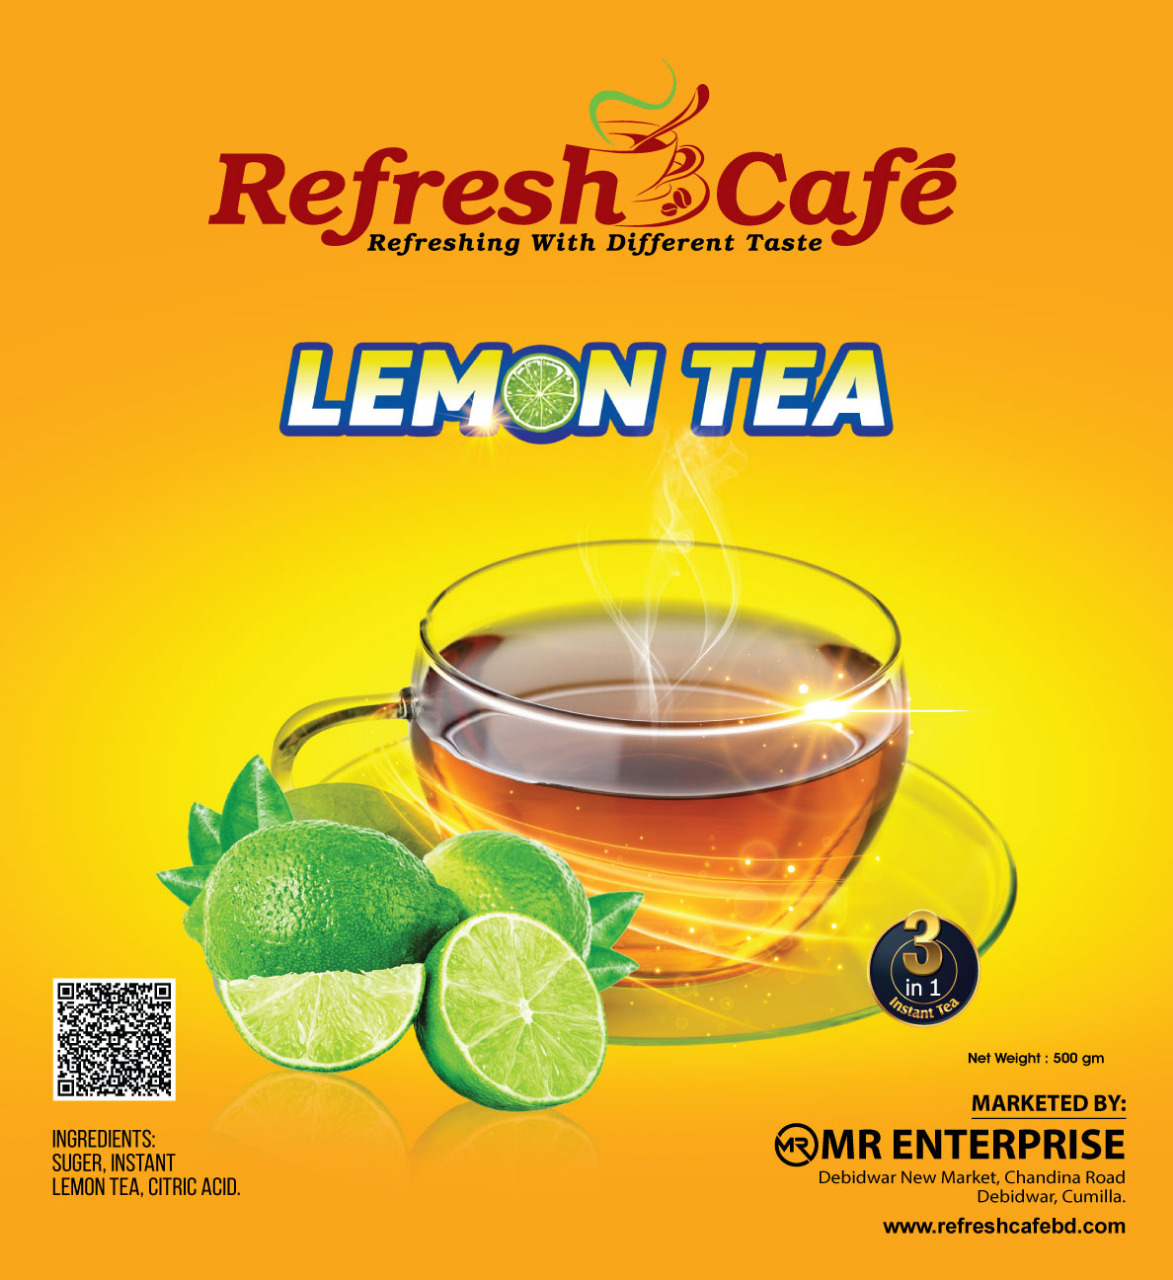 Refresh Café
Refreshing With Different Taste
LEMON TEA
3
in 1
Instant Tea
Net Weight : 500 gm
MARKETED BY:
MR MR ENTERPRISE
Debidwar New Market, Chandina Road
Debidwar, Cumilla.
www.refreshcafebd.com
INGREDIENTS:
SUGER, INSTANT
LEMON TEA, CITRIC ACID.